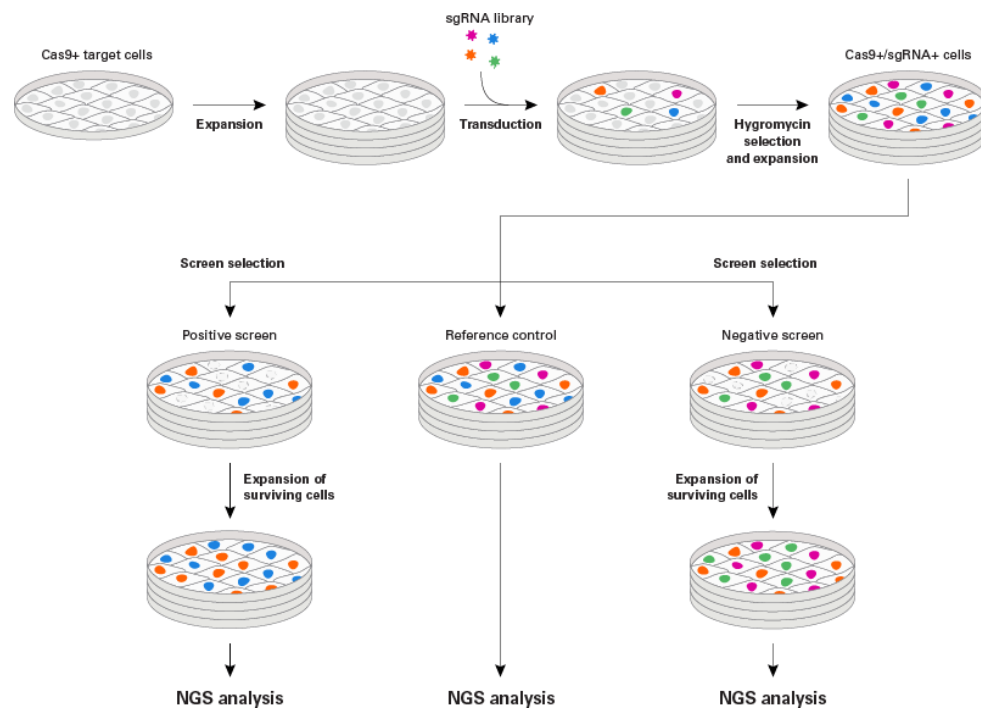 sgRNA library
Cas9+ target cells
Cas9+/sgRNA+ cells
Expansion
Transduction
Hygromycin
selection
and expansion
Screen selection
Screen selection
Positive screen
Reference control
Negative screen
Expansion of
surviving cells
Expansion of
surviving cells
NGS analysis
NGS analysis
NGS analysis